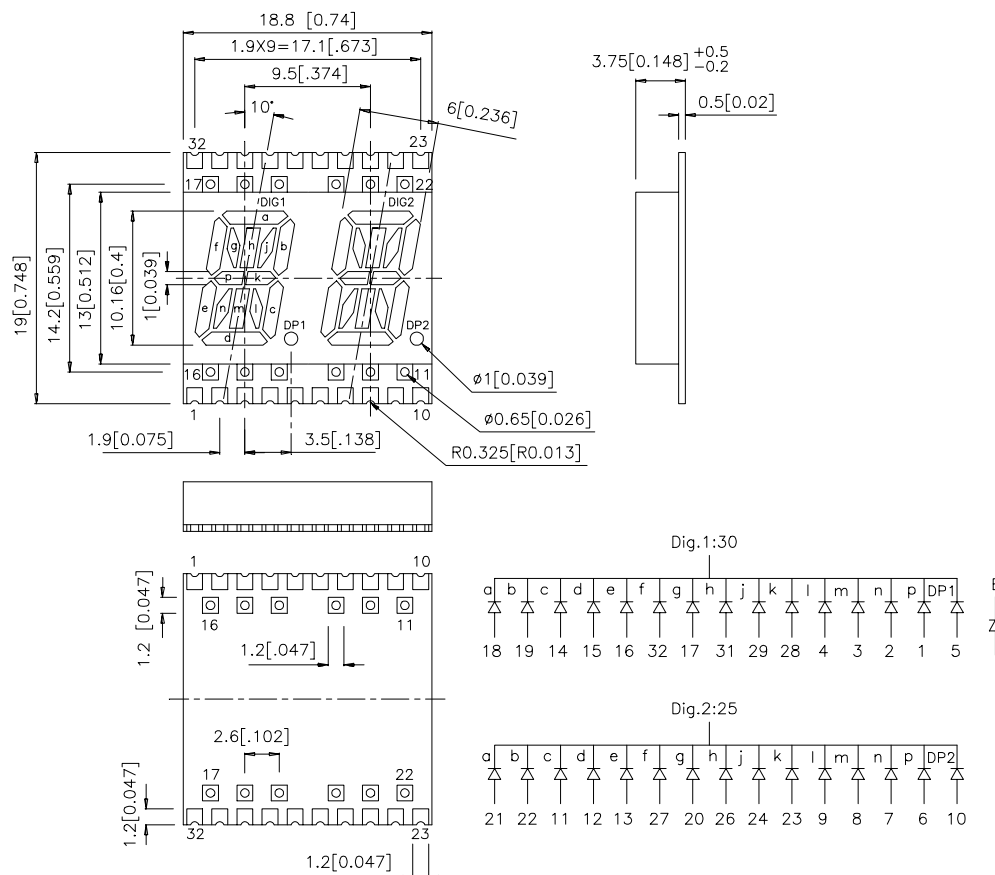 18.8 [0.74]
1.9X9=17.1[.673]
9.5[.374]
10°
6[0.236]
3.75[0.148] +0.5 -0.2
0.5[0.02]
32
23
17
22
DIG1
DIG2
a
f g h j b
p k
e n m l c
d
DP1
DP2
19[0.748]
14.2[0.559]
13[0.512]
10.16[0.4]
1[0.039]
16
11
1
10
ø1[0.039]
ø0.65[0.026]
R0.325[R0.013]
1.9[0.075]
3.5[.138]
1
10
16
11
1.2 [0.047]
1.2[.047]
2.6[.102]
17
22
1.2[0.047]
32
23
1.2[0.047]
Dig.1:30
a b c d e f g h j k l m n p DP1
18 19 14 15 16 32 17 31 29 28 4 3 2 1 5
Dig.2:25
a b c d e f g h j k l m n p DP2
21 22 11 12 13 27 20 26 24 23 9 8 7 6 10